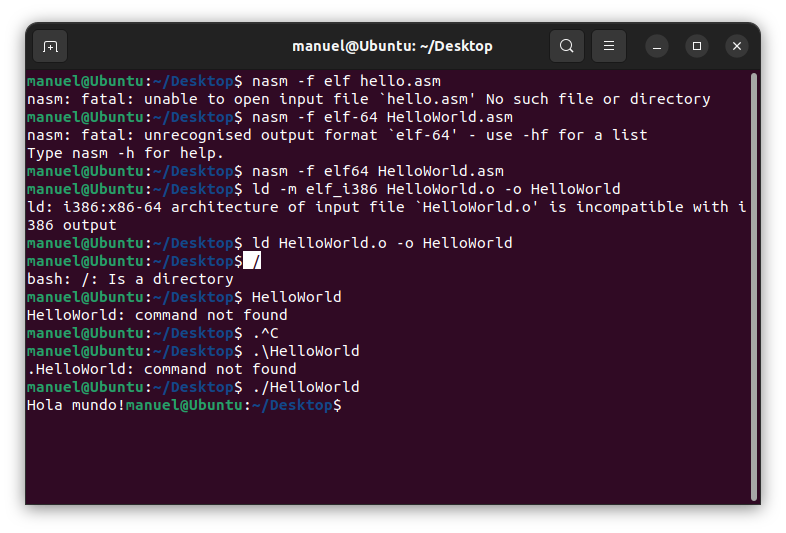 manuel@Ubuntu: ~/Desktop
manuel@Ubuntu:~/Desktop$ nasm -f elf hello.asm
nasm: fatal: unable to open input file `hello.asm' No such file or directory
manuel@Ubuntu:~/Desktop$ nasm -f elf-64 HelloWorld.asm
nasm: fatal: unrecognised output format `elf-64' - use -hf for a list
Type nasm -h for help.
manuel@Ubuntu:~/Desktop$ nasm -f elf64 HelloWorld.asm
manuel@Ubuntu:~/Desktop$ ld -m elf_i386 HelloWorld.o -o HelloWorld
ld: i386:x86-64 architecture of input file `HelloWorld.o' is incompatible with i
386 output
manuel@Ubuntu:~/Desktop$ ld HelloWorld.o -o HelloWorld
manuel@Ubuntu:~/Desktop$ /
bash: /: Is a directory
manuel@Ubuntu:~/Desktop$ HelloWorld
HelloWorld: command not found
manuel@Ubuntu:~/Desktop$ .^C
manuel@Ubuntu:~/Desktop$ .\HelloWorld
.HelloWorld: command not found
manuel@Ubuntu:~/Desktop$ ./HelloWorld
Hola mundo!manuel@Ubuntu:~/Desktop$